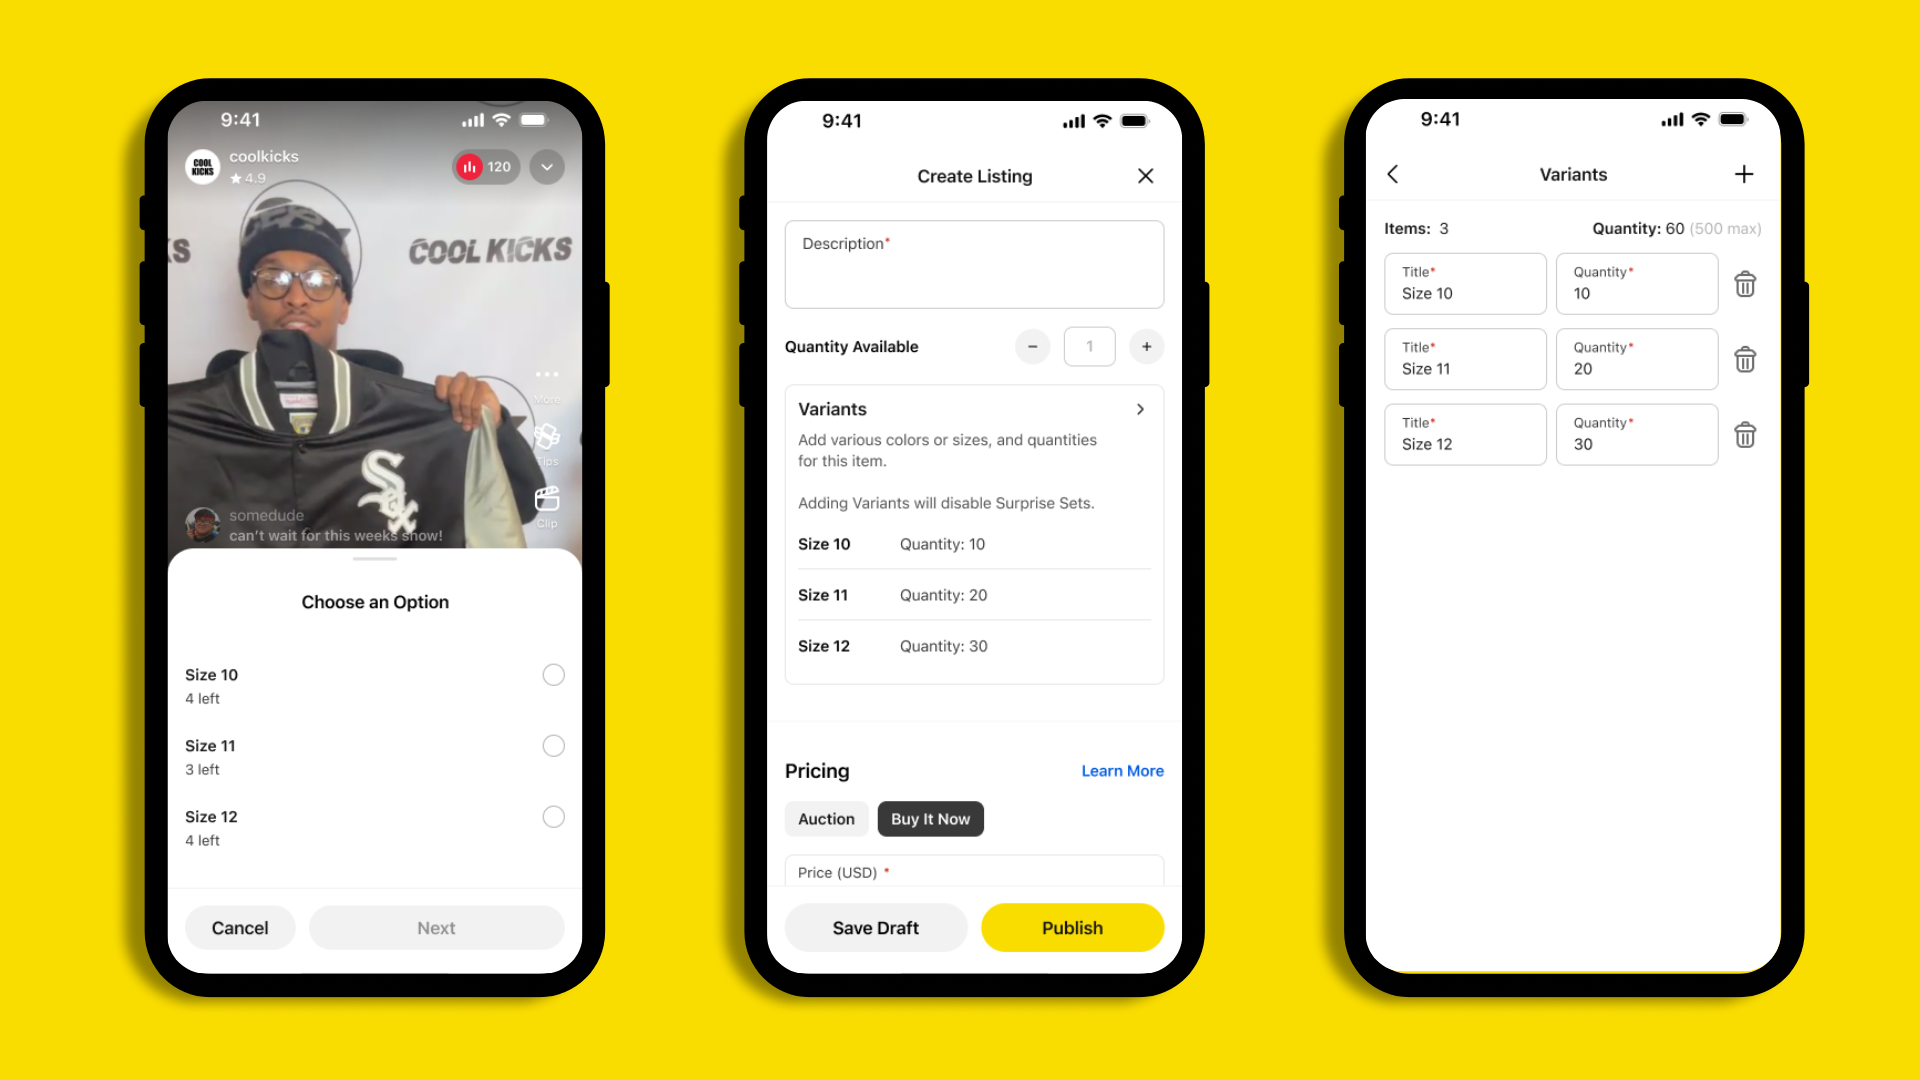 9:41
COOL
KICKS
coolkicks
★ 4.9
120
KS
COOL KICKS
More
Tips
Clip
Sox
somedude
can't wait for this weeks show!
Choose an Option
Size 10
4 left
Size 11
3 left
Size 12
4 left
Cancel
Next
9:41
Create Listing
Description*
Quantity Available
− 1 +
Variants
Add various colors or sizes, and quantities
for this item.
Adding Variants will disable Surprise Sets.
Size 10 Quantity: 10
Size 11 Quantity: 20
Size 12 Quantity: 30
Pricing
Learn More
Auction
Buy It Now
Price (USD) *
Save Draft
Publish
9:41
Variants
Items: 3
Quantity: 60 (500 max)
Title*
Size 10
Quantity*
10
Title*
Size 11
Quantity*
20
Title*
Size 12
Quantity*
30